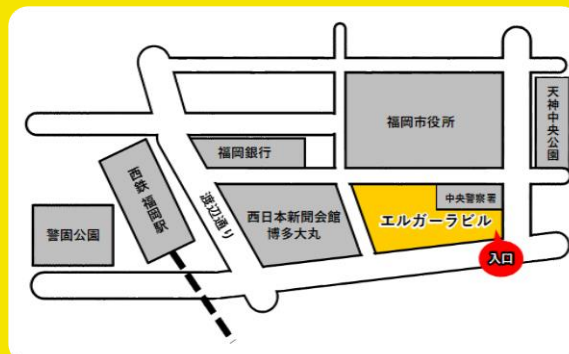 福岡市役所
天神中央公園
福岡銀行
西鉄 福岡駅
渡辺通り
中央警察署
西日本新聞会館
博多大丸
エルガーラビル
警固公園
入口